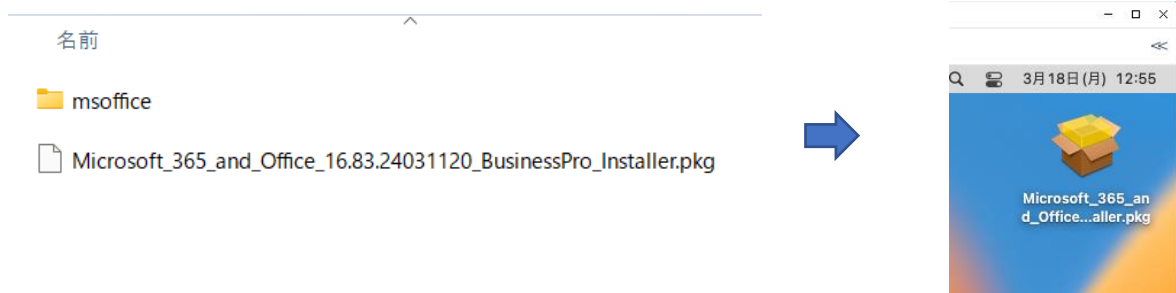 名前
msoffice
Microsoft_365_and_Office_16.83.24031120_BusinessPro_Installer.pkg
3月18日(月) 12:55
Microsoft_365_an
d_Office...aller.pkg